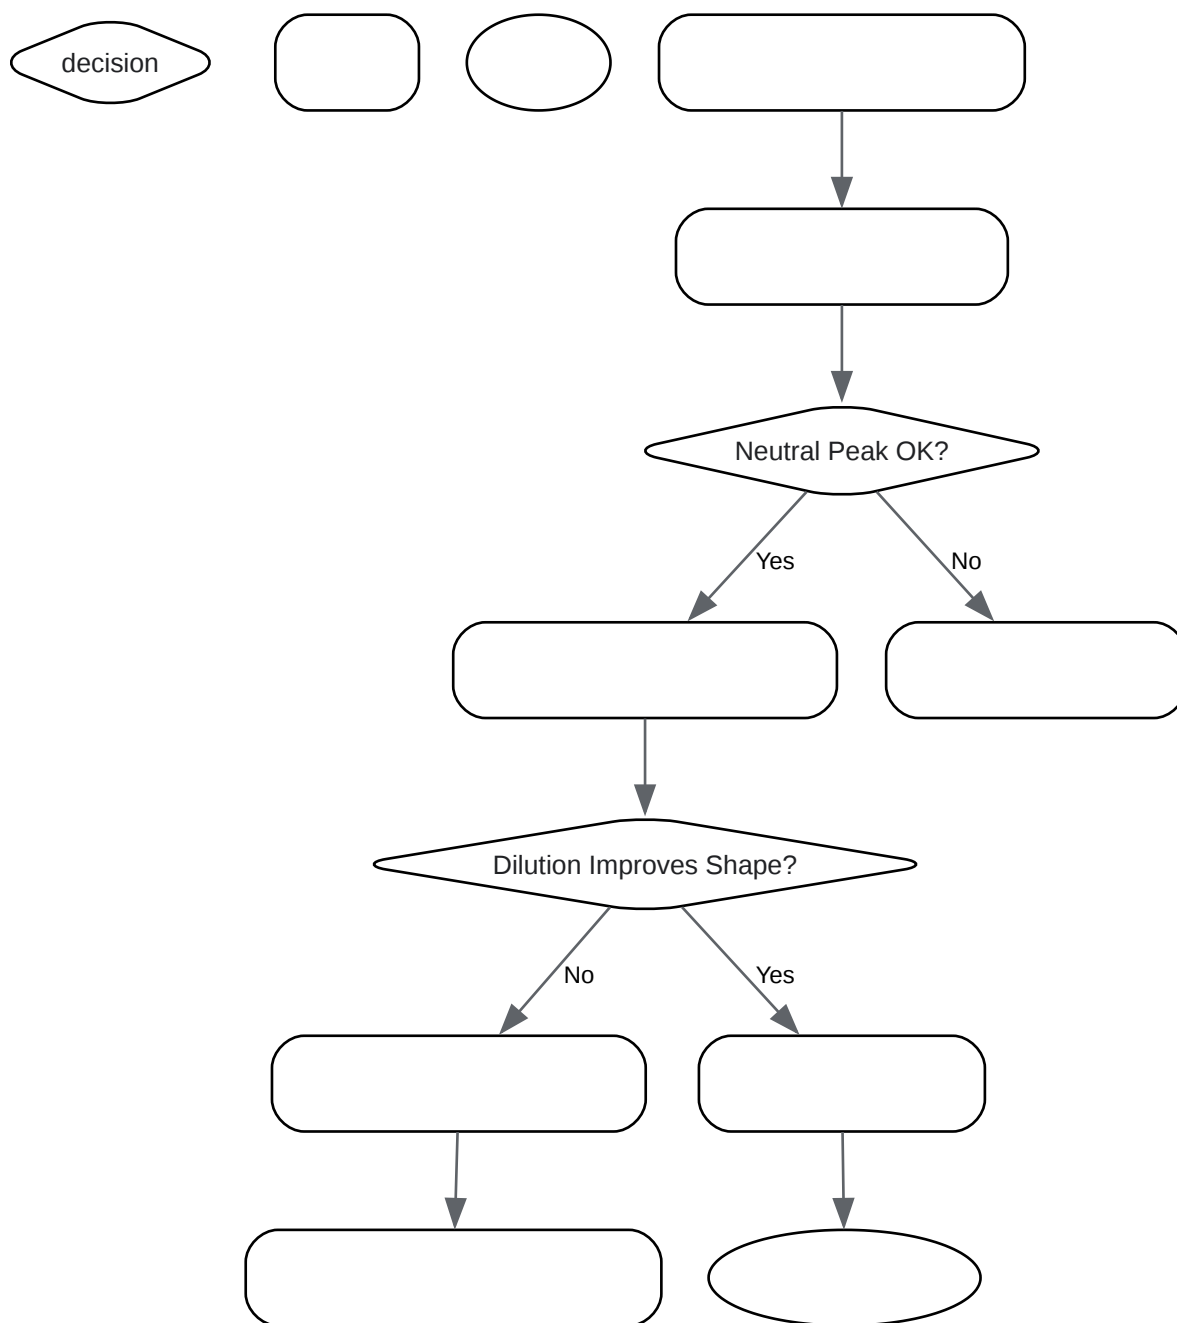 decision
Neutral Peak OK?
Yes
No
Dilution Improves Shape?
No
Yes